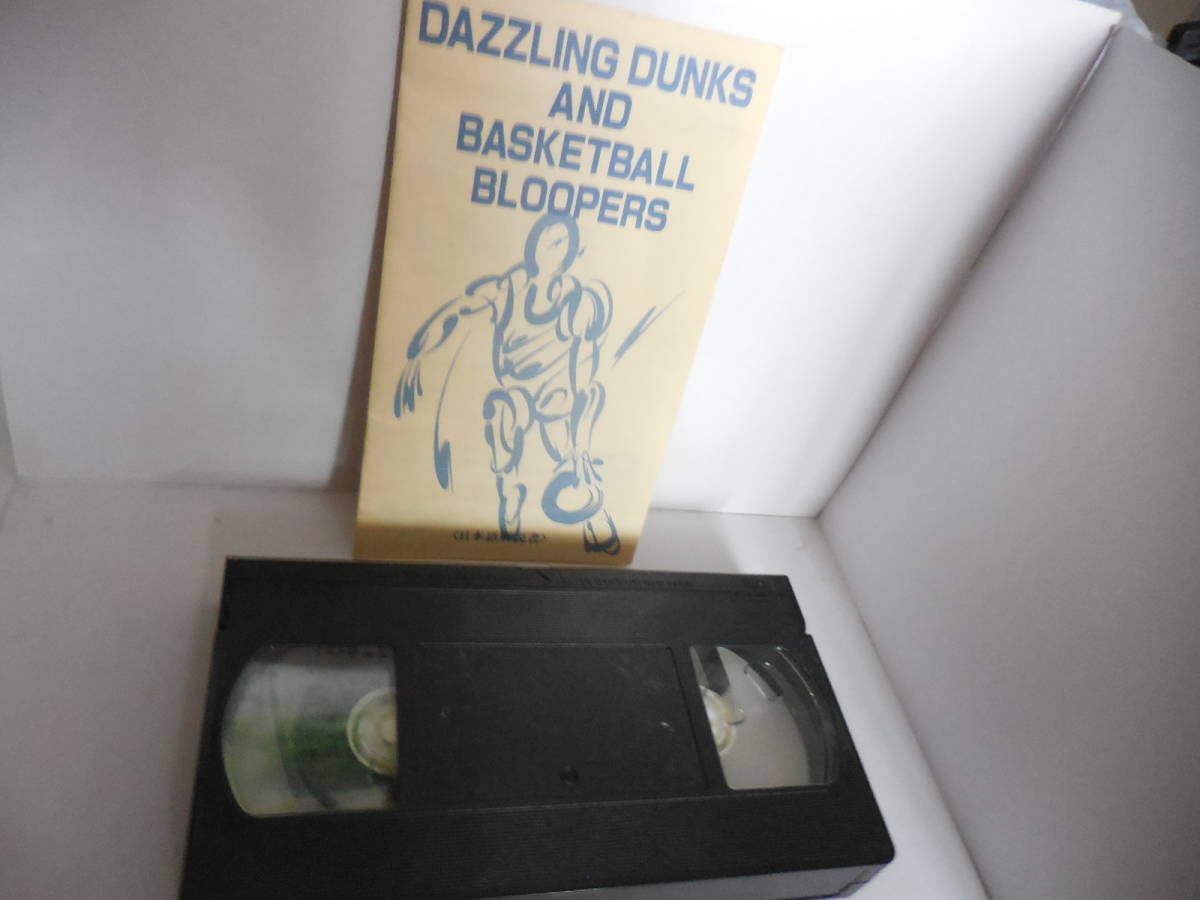 DAZZLING DUNKS
AND
BASKETBALL
BLOOPERS
〈日本語解説書〉